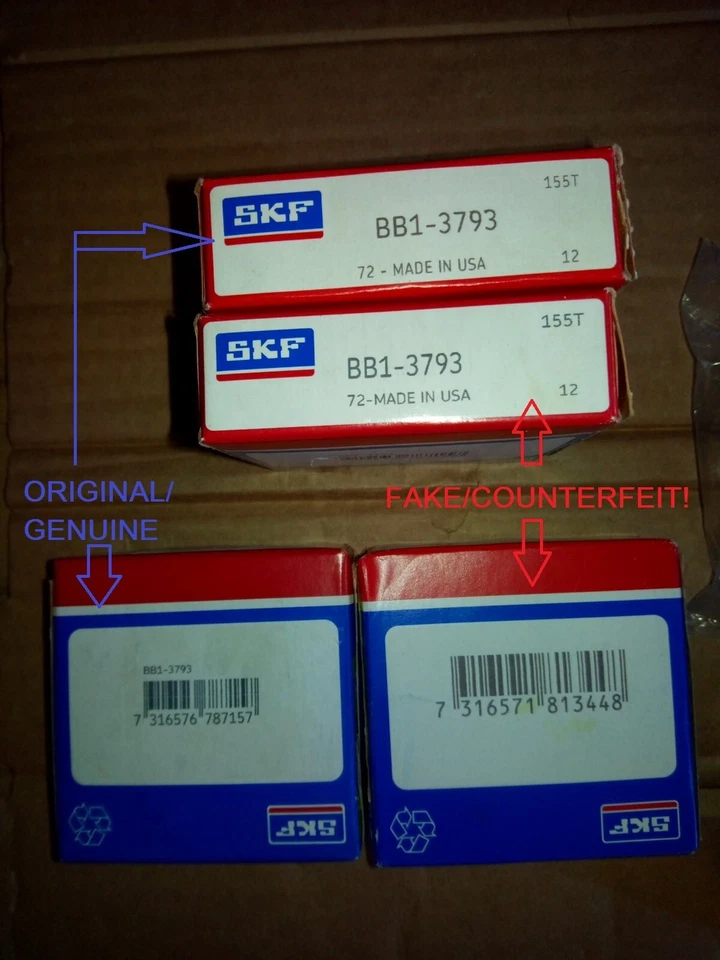 155T
SKF
BB1-3793
72 - MADE IN USA
12
155T
SKF
BB1-3793
72-MADE IN USA
12
ORIGINAL/
GENUINE
FAKE/COUNTERFEIT!
BB1-3793
7 316576 787157
7 316571 813448
SKF
SKF